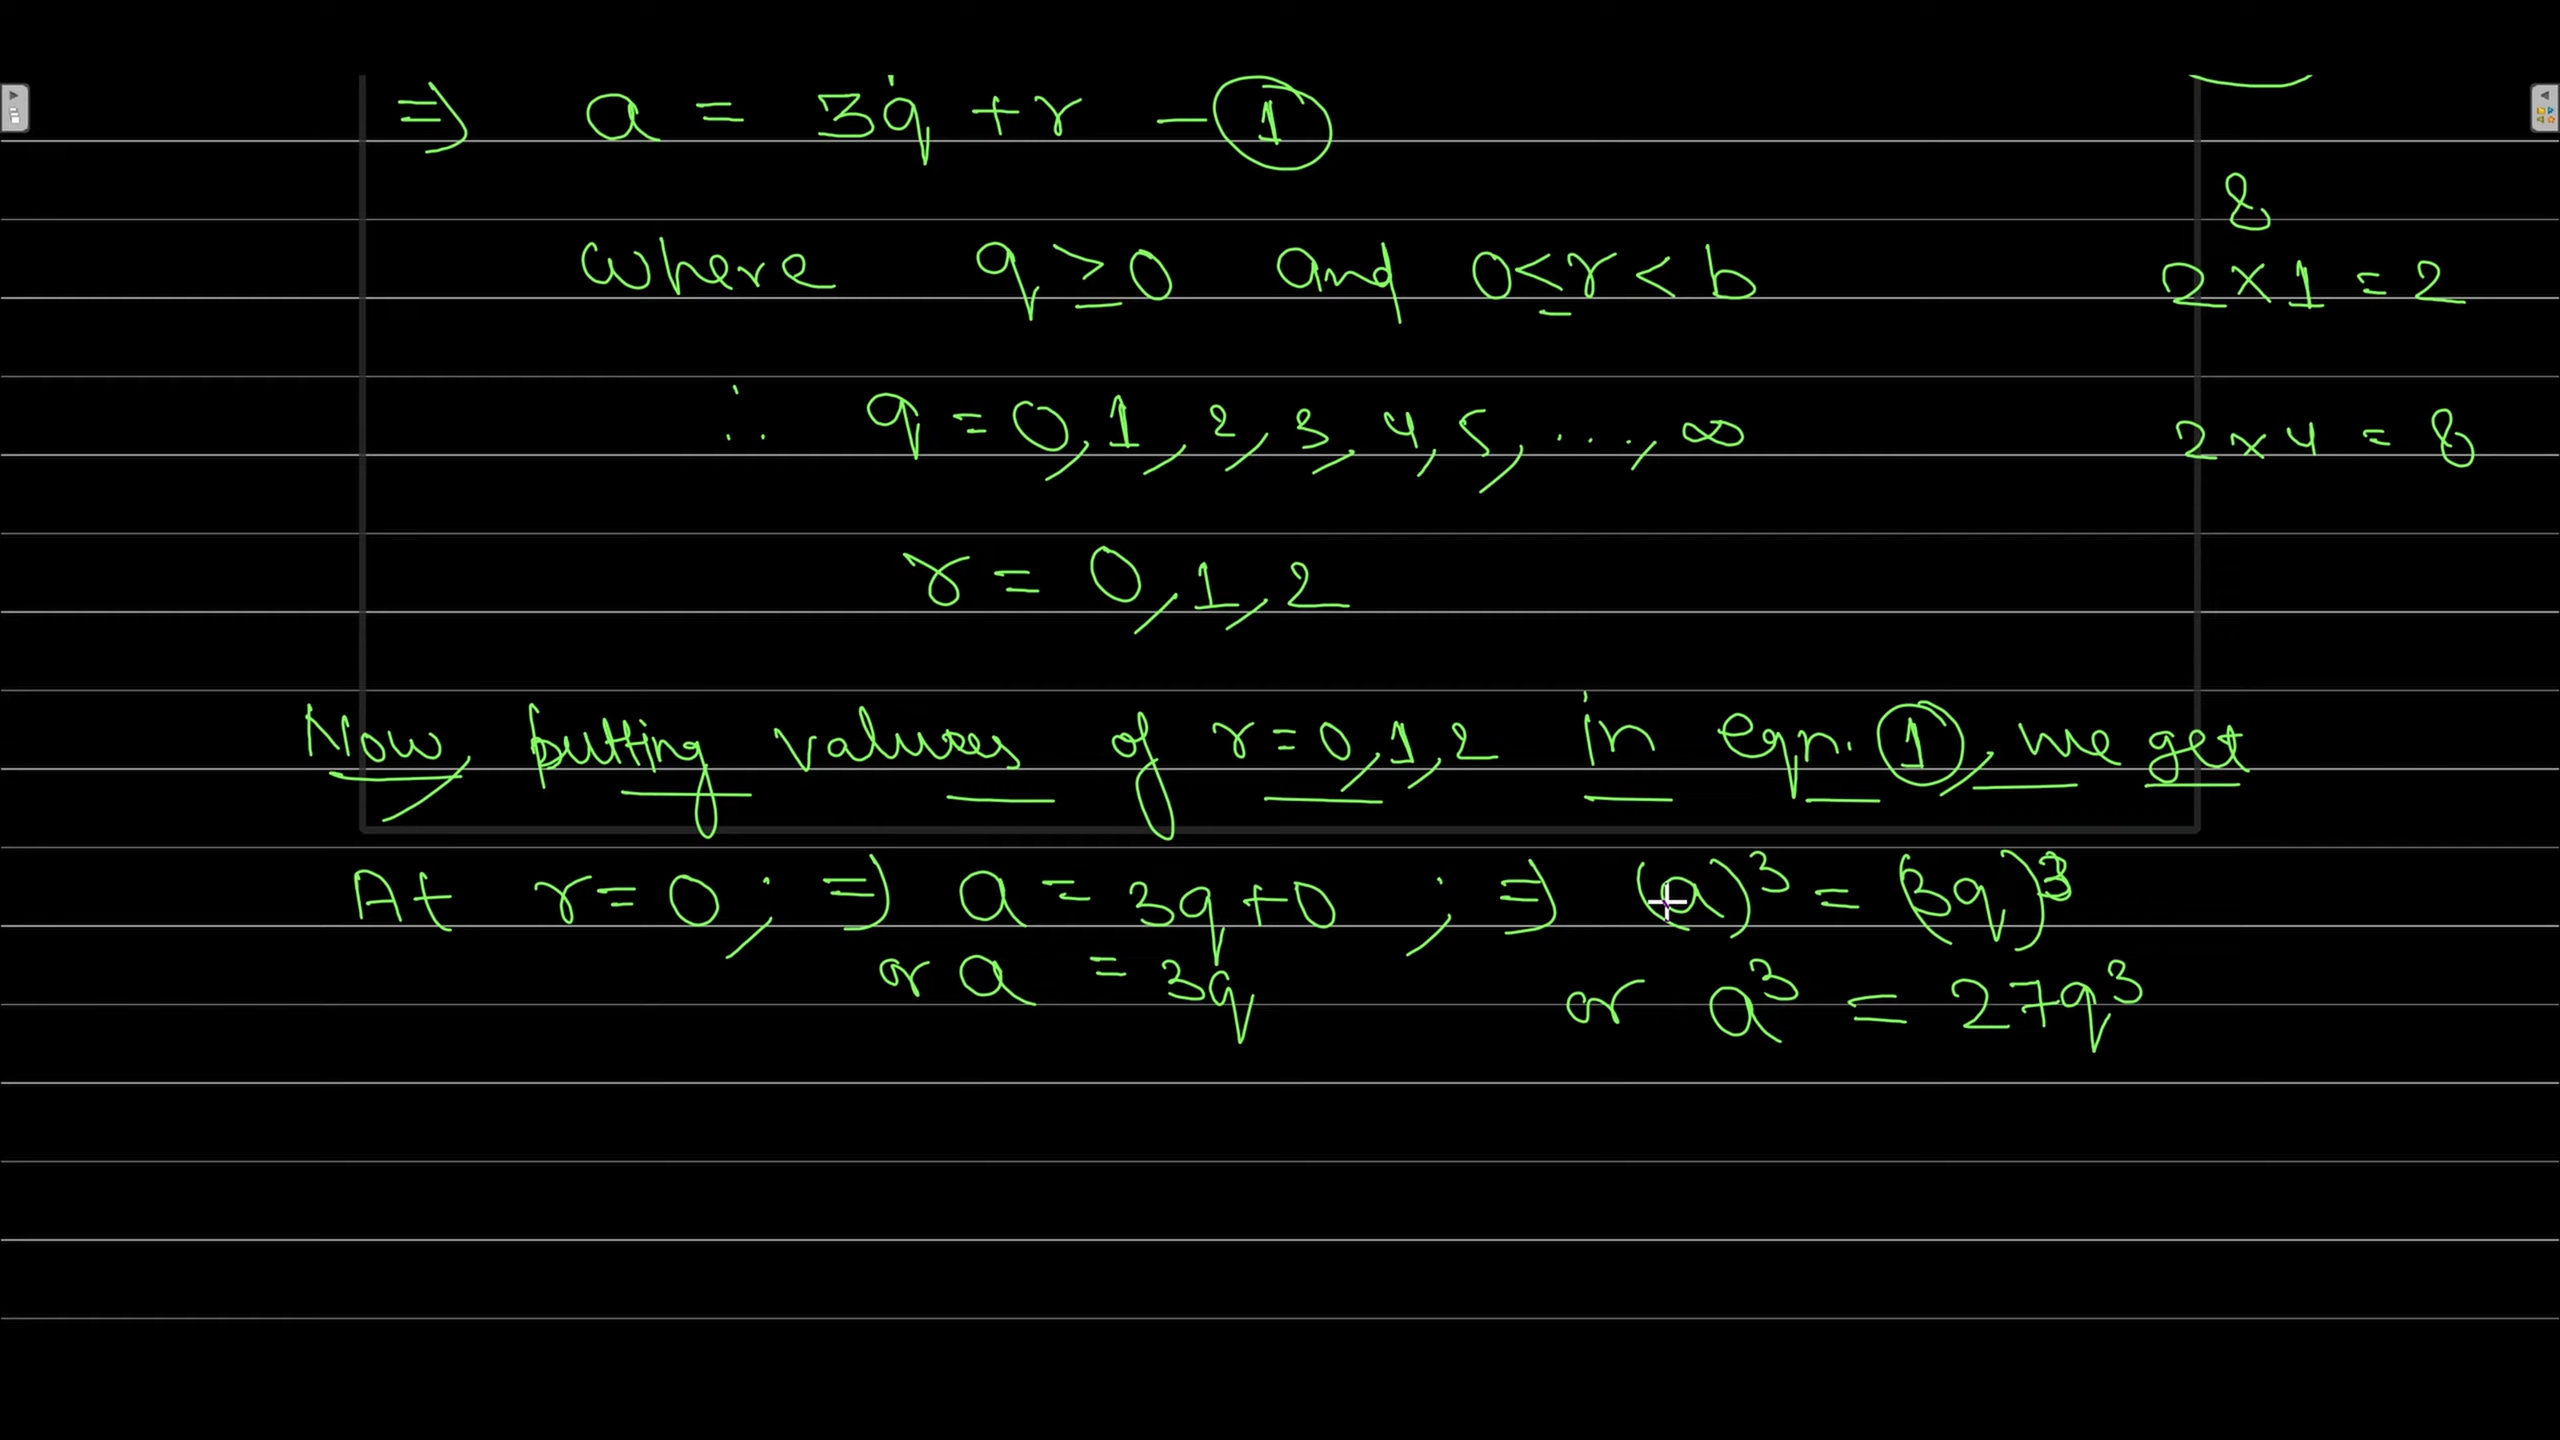 ⇒ a = 3q + r - ①
8
where q ≥ 0 and 0 ≤ r < b
2 × 1 = 2
∴ q = 0, 1, 2, 3, 4, 5, ..., ∞
2 × 4 = 8
r = 0, 1, 2
Now, putting values of r = 0, 1, 2 in eqn. ①, we get
At r = 0; ⇒ a = 3q + 0 ; ⇒ (a)³ = (3q)³
or a = 3q or a³ = 27q³